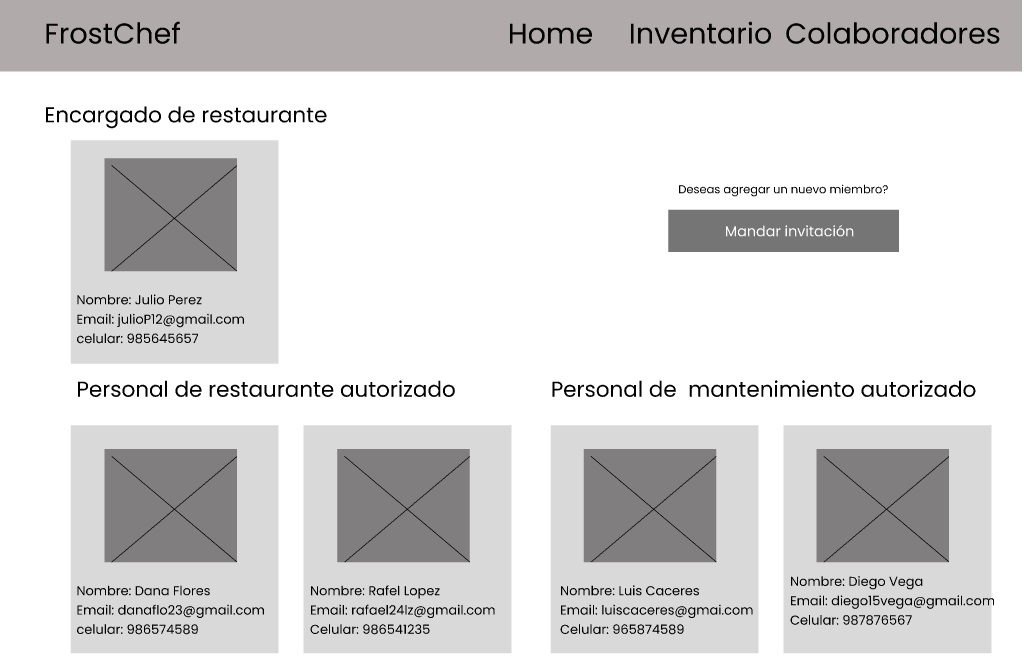 FrostChef
Home Inventario Colaboradores
Encargado de restaurante
Nombre: Julio Perez
Email: julioP12@gmail.com
celular: 985645657
Deseas agregar un nuevo miembro?
Mandar invitación
Personal de restaurante autorizado
Nombre: Dana Flores
Email: danaflo23@gmail.com
celular: 986574589
Nombre: Rafel Lopez
Email: rafael24lz@gmail.com
Celular: 986541235
Personal de mantenimiento autorizado
Nombre: Luis Caceres
Email: luiscaceres@gmai.com
Celular: 965874589
Nombre: Diego Vega
Email: diego15vega@gmail.com
Celular: 987876567